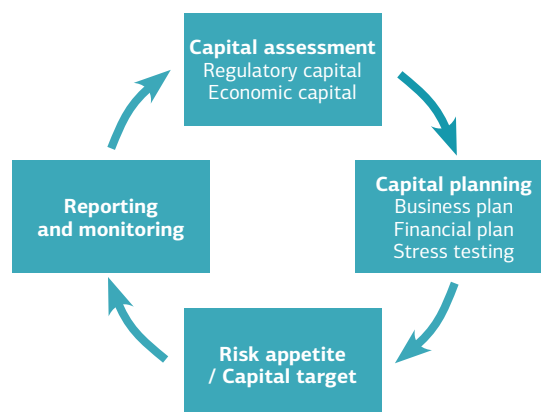 Capital assessment
Regulatory capital
Economic capital
Capital planning
Business plan
Financial plan
Stress testing
Risk appetite
/ Capital target
Reporting
and monitoring